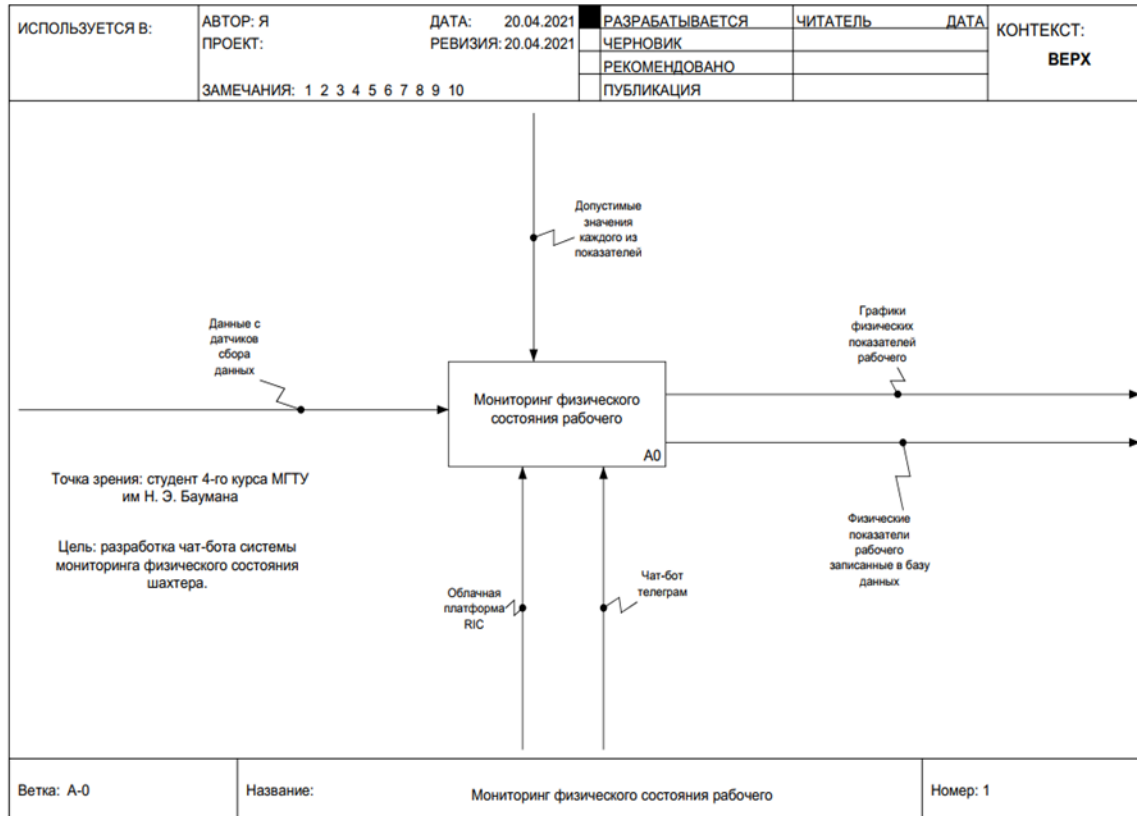 ИСПОЛЬЗУЕТСЯ В:
АВТОР: Я
ДАТА: 20.04.2021
ПРОЕКТ:
РЕВИЗИЯ: 20.04.2021
ЗАМЕЧАНИЯ: 1 2 3 4 5 6 7 8 9 10
РАЗРАБАТЫВАЕТСЯ
ЧЕРНОВИК
РЕКОМЕНДОВАНО
ПУБЛИКАЦИЯ
ЧИТАТЕЛЬ
ДАТА
КОНТЕКСТ:
ВЕРХ
Допустимые
значения
каждого из
показателей
Данные с
датчиков
сбора
данных
Графики
физических
показателей
рабочего
Мониторинг физического
состояния рабочего
A0
Точка зрения: студент 4-го курса МГТУ
им Н. Э. Баумана
Цель: разработка чат-бота системы
мониторинга физического состояния
шахтера.
Физические
показатели
рабочего
записанные в базу
данных
Облачная
платформа
RIC
Чат-бот
телеграм
Ветка: A-0
Название:
Мониторинг физического состояния рабочего
Номер: 1